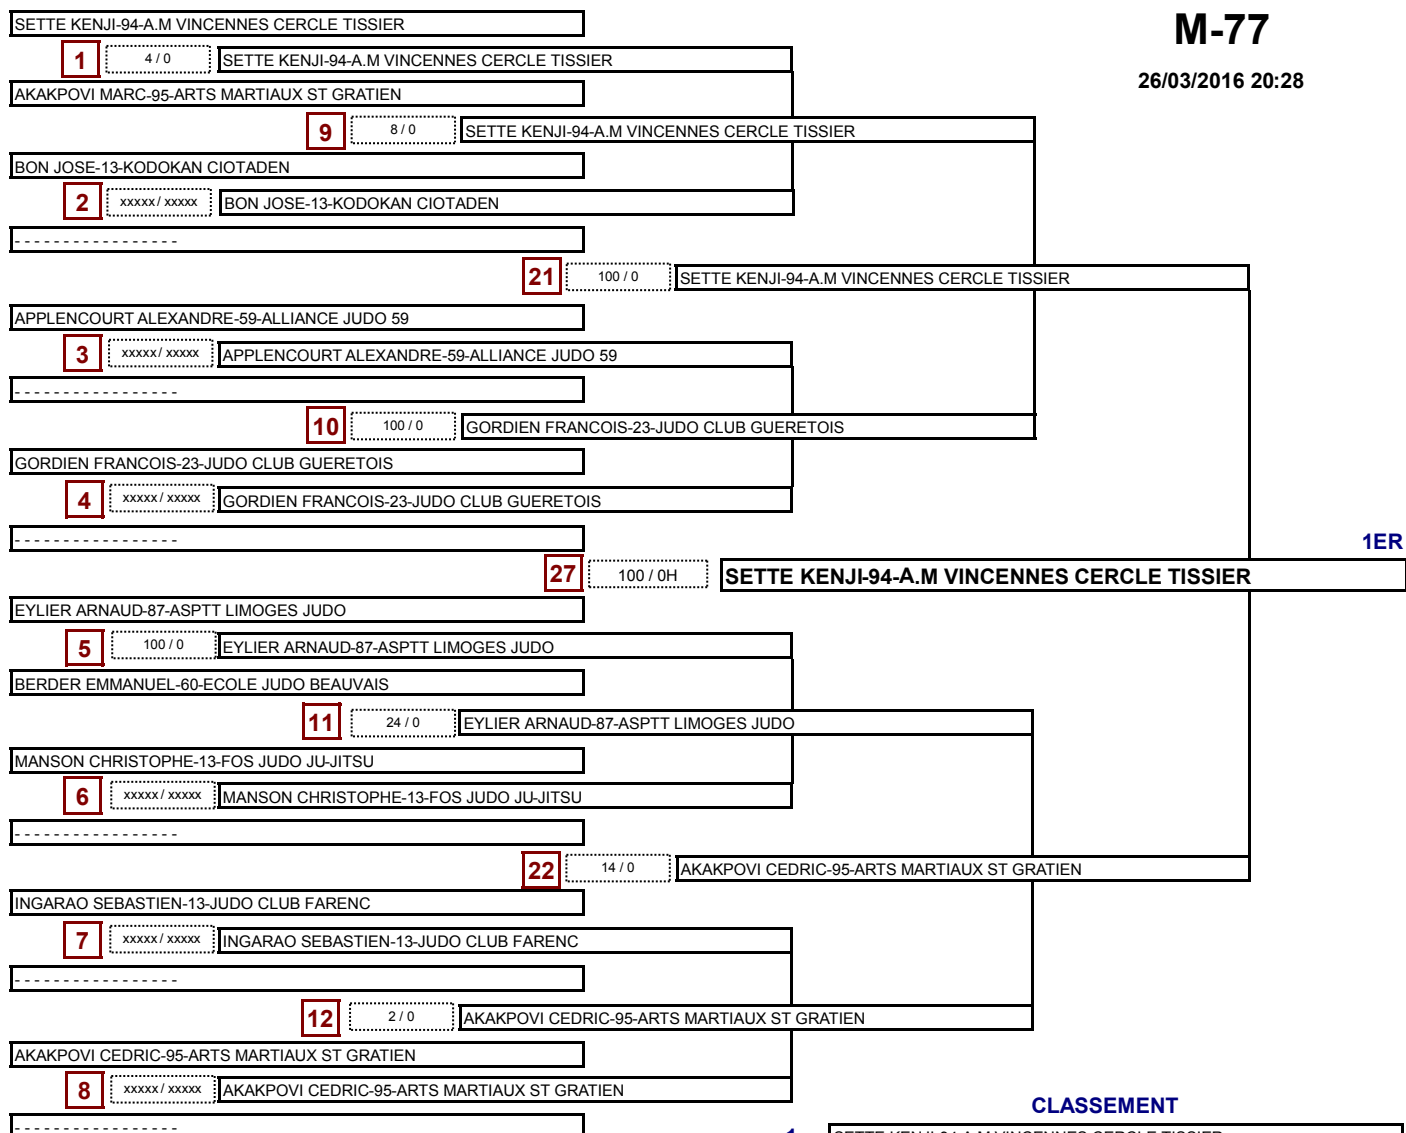 SETTE KENJI-94-A.M VINCENNES CERCLE TISSIER
M-77
1 4 / 0 SETTE KENJI-94-A.M VINCENNES CERCLE TISSIER
26/03/2016 20:28
AKAKPOVI MARC-95-ARTS MARTIAUX ST GRATIEN
9 8 / 0 SETTE KENJI-94-A.M VINCENNES CERCLE TISSIER
BON JOSE-13-KODOKAN CIOTADEN
2 xxxxx / xxxxx BON JOSE-13-KODOKAN CIOTADEN
- - - - - - - - - - - - - - - - -
21 100 / 0 SETTE KENJI-94-A.M VINCENNES CERCLE TISSIER
APPLENCOURT ALEXANDRE-59-ALLIANCE JUDO 59
3 xxxxx / xxxxx APPLENCOURT ALEXANDRE-59-ALLIANCE JUDO 59
- - - - - - - - - - - - - - - - -
10 100 / 0 GORDIEN FRANCOIS-23-JUDO CLUB GUERETOIS
GORDIEN FRANCOIS-23-JUDO CLUB GUERETOIS
4 xxxxx / xxxxx GORDIEN FRANCOIS-23-JUDO CLUB GUERETOIS
- - - - - - - - - - - - - - - - -
1ER
27 100 / 0H SETTE KENJI-94-A.M VINCENNES CERCLE TISSIER
EYLIER ARNAUD-87-ASPTT LIMOGES JUDO
5 100 / 0 EYLIER ARNAUD-87-ASPTT LIMOGES JUDO
BERDER EMMANUEL-60-ECOLE JUDO BEAUVAIS
11 24 / 0 EYLIER ARNAUD-87-ASPTT LIMOGES JUDO
MANSON CHRISTOPHE-13-FOS JUDO JU-JITSU
6 xxxxx / xxxxx MANSON CHRISTOPHE-13-FOS JUDO JU-JITSU
- - - - - - - - - - - - - - - - -
22 14 / 0 AKAKPOVI CEDRIC-95-ARTS MARTIAUX ST GRATIEN
INGARAO SEBASTIEN-13-JUDO CLUB FARENC
7 xxxxx / xxxxx INGARAO SEBASTIEN-13-JUDO CLUB FARENC
- - - - - - - - - - - - - - - - -
12 2 / 0 AKAKPOVI CEDRIC-95-ARTS MARTIAUX ST GRATIEN
AKAKPOVI CEDRIC-95-ARTS MARTIAUX ST GRATIEN
8 xxxxx / xxxxx AKAKPOVI CEDRIC-95-ARTS MARTIAUX ST GRATIEN
CLASSEMENT
- - - - - - - - - - - - - - - - -
1 SETTE KENJI-94-A.M VINCENNES CERCLE TISSIER